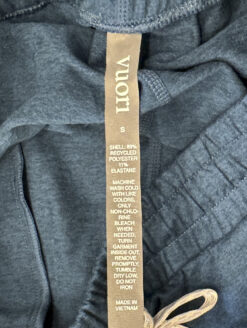 vuori
S
SHELL: 89%
RECYCLED
POLYESTER
11%
ELASTANE
MACHINE
WASH COLD
WITH LIKE
COLORS,
ONLY
NON-CHLO-
RINE
BLEACH
WHEN
NEEDED,
TURN
GARMENT
INSIDE OUT,
REMOVE
PROMPTLY,
TUMBLE
DRY LOW,
DO NOT
IRON
MADE IN
VIETNAM